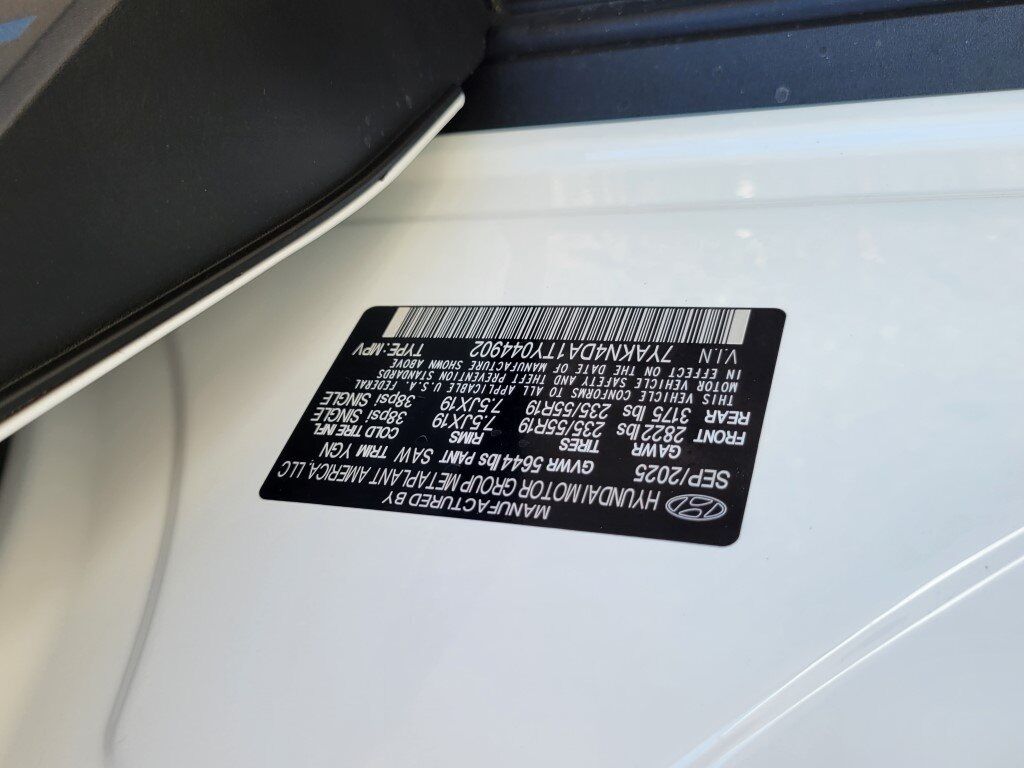 MANUFACTURED BY
HYUNDAI MOTOR GROUP METAPLANT AMERICA, LLC
SEP/2025 GVWR 5644 lbs PAINT SAW TRIM YGN
GAWR TIRES RIMS COLD TIRE INFL
FRONT 2822 lbs 235/55R19 7.5JX19 38psi SINGLE
REAR 3175 lbs 235/55R19 7.5JX19 38psi SINGLE
THIS VEHICLE CONFORMS TO ALL APPLICABLE U.S.A. FEDERAL
MOTOR VEHICLE SAFETY AND THEFT PREVENTION STANDARDS
IN EFFECT ON THE DATE OF MANUFACTURE SHOWN ABOVE
V.I.N 7YAKN4DA1TY044902 TYPE:MPV